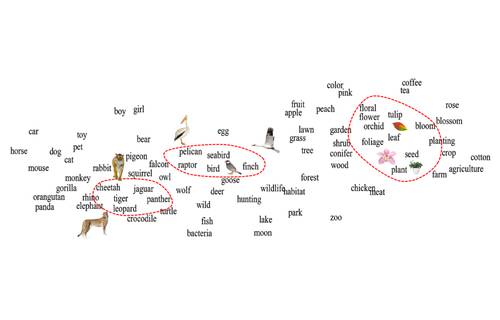 coffee
color
tea
pink
fruit
peach
floral
rose
boy
girl
apple
flower
tulip
blossom
car
toy
egg
lawn
garden
orchid
bloom
grass
leaf
bear
shrub
foliage
planting
horse
dog
pet
pelican
seabird
tree
conifer
seed
crop
cotton
cat
pigeon
mouse
rabbit
falcon
raptor
bird
finch
wood
plant
agriculture
monkey
squirrel
owl
goose
forest
farm
gorilla
cheetah
jaguar
wolf
deer
wildlife
habitat
chicken
meat
orangutan
rhino
tiger
panther
hunting
panda
elephant
leopard
turtle
wild
park
crocodile
fish
lake
zoo
bacteria
moon